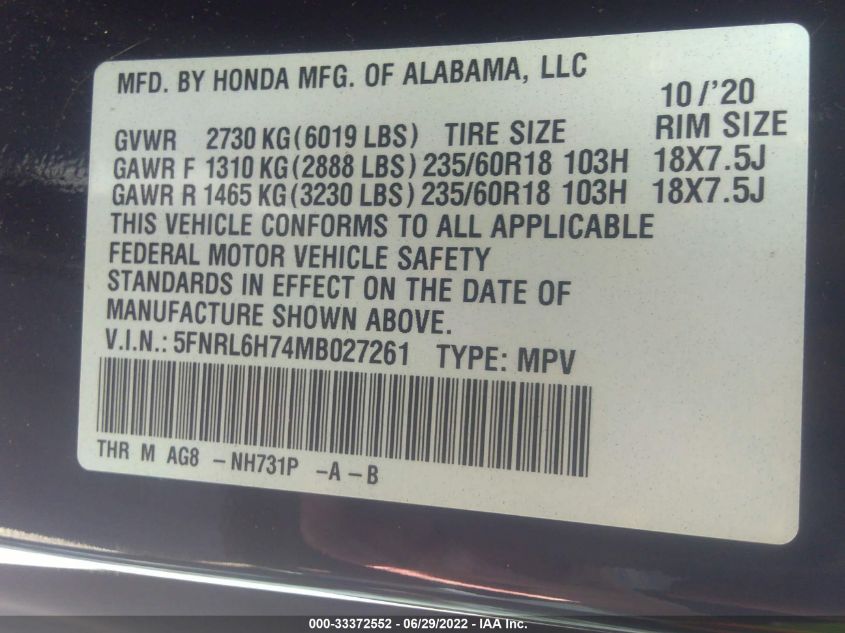 MFD. BY HONDA MFG. OF ALABAMA, LLC
10/'20
GVWR 2730 KG(6019 LBS) TIRE SIZE RIM SIZE
GAWR F 1310 KG(2888 LBS) 235/60R18 103H 18X7.5J
GAWR R 1465 KG(3230 LBS) 235/60R18 103H 18X7.5J
THIS VEHICLE CONFORMS TO ALL APPLICABLE
FEDERAL MOTOR VEHICLE SAFETY
STANDARDS IN EFFECT ON THE DATE OF
MANUFACTURE SHOWN ABOVE.
V.I.N.: 5FNRL6H74MB027261 TYPE: MPV
THR M AG8 -NH731P -A -B
000-33372552 - 06/29/2022 - IAA Inc.